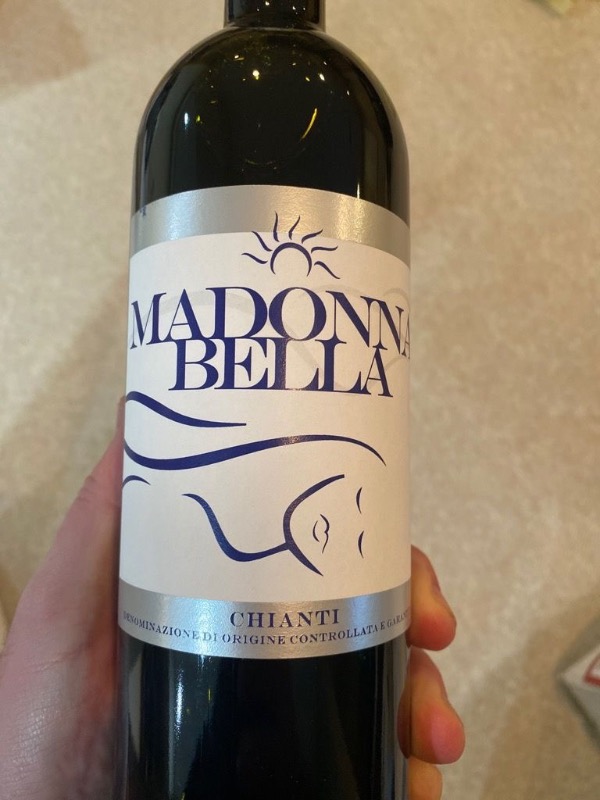 MADONNA
BELLA
CHIANTI
DENOMINAZIONE DI ORIGINE CONTROLLATA E